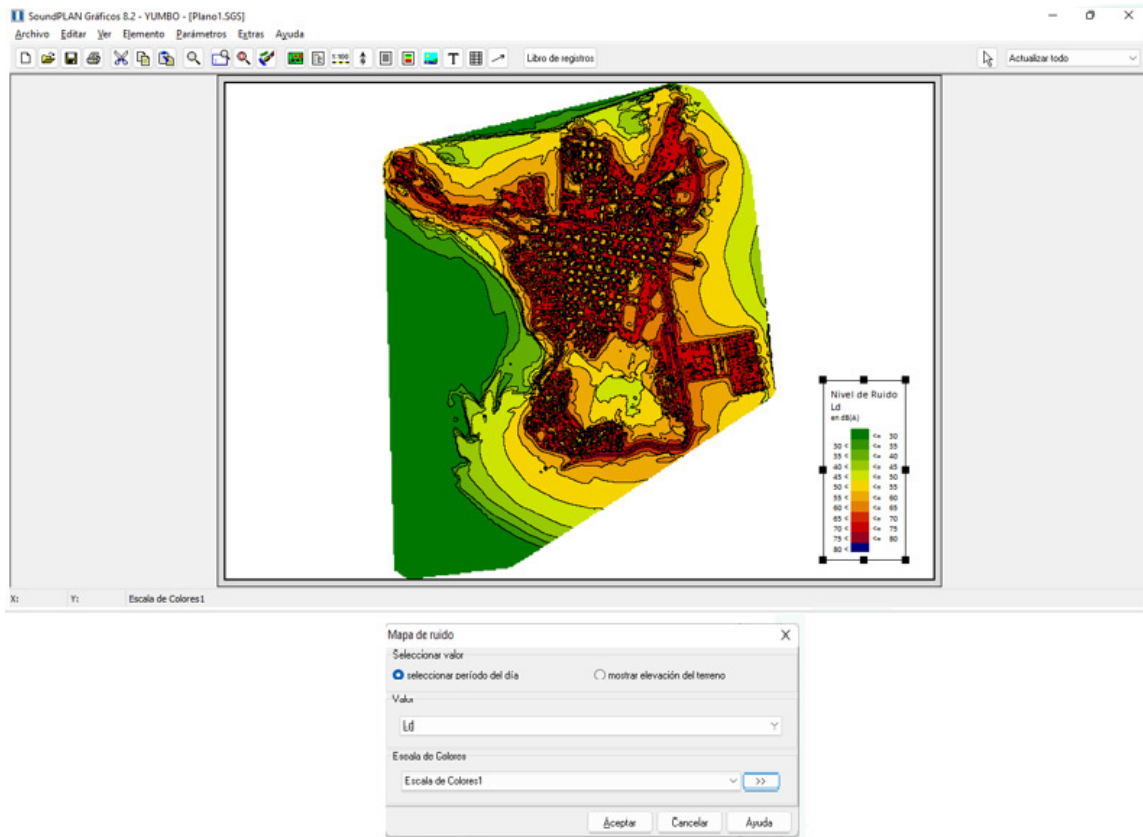 SoundPLAN Gráficos 8.2 - YUMBO - [Plano1.SGS]
Archivo Editar Ver Elemento Parámetros Extras Ayuda
1:100 T Libro de registros Actualizar todo
Nivel de Ruido
Ld
en dB(A)
<= 30
30 < <= 35
35 < <= 40
40 < <= 45
45 < <= 50
50 < <= 55
55 < <= 60
60 < <= 65
65 < <= 70
70 < <= 75
75 < <= 80
80 <
X: Y: Escala de Colores1
Mapa de ruido
Seleccionar valor
seleccionar período del día mostrar elevación del terreno
Valor
Ld
Escala de Colores
Escala de Colores1 >>
Aceptar Cancelar Ayuda